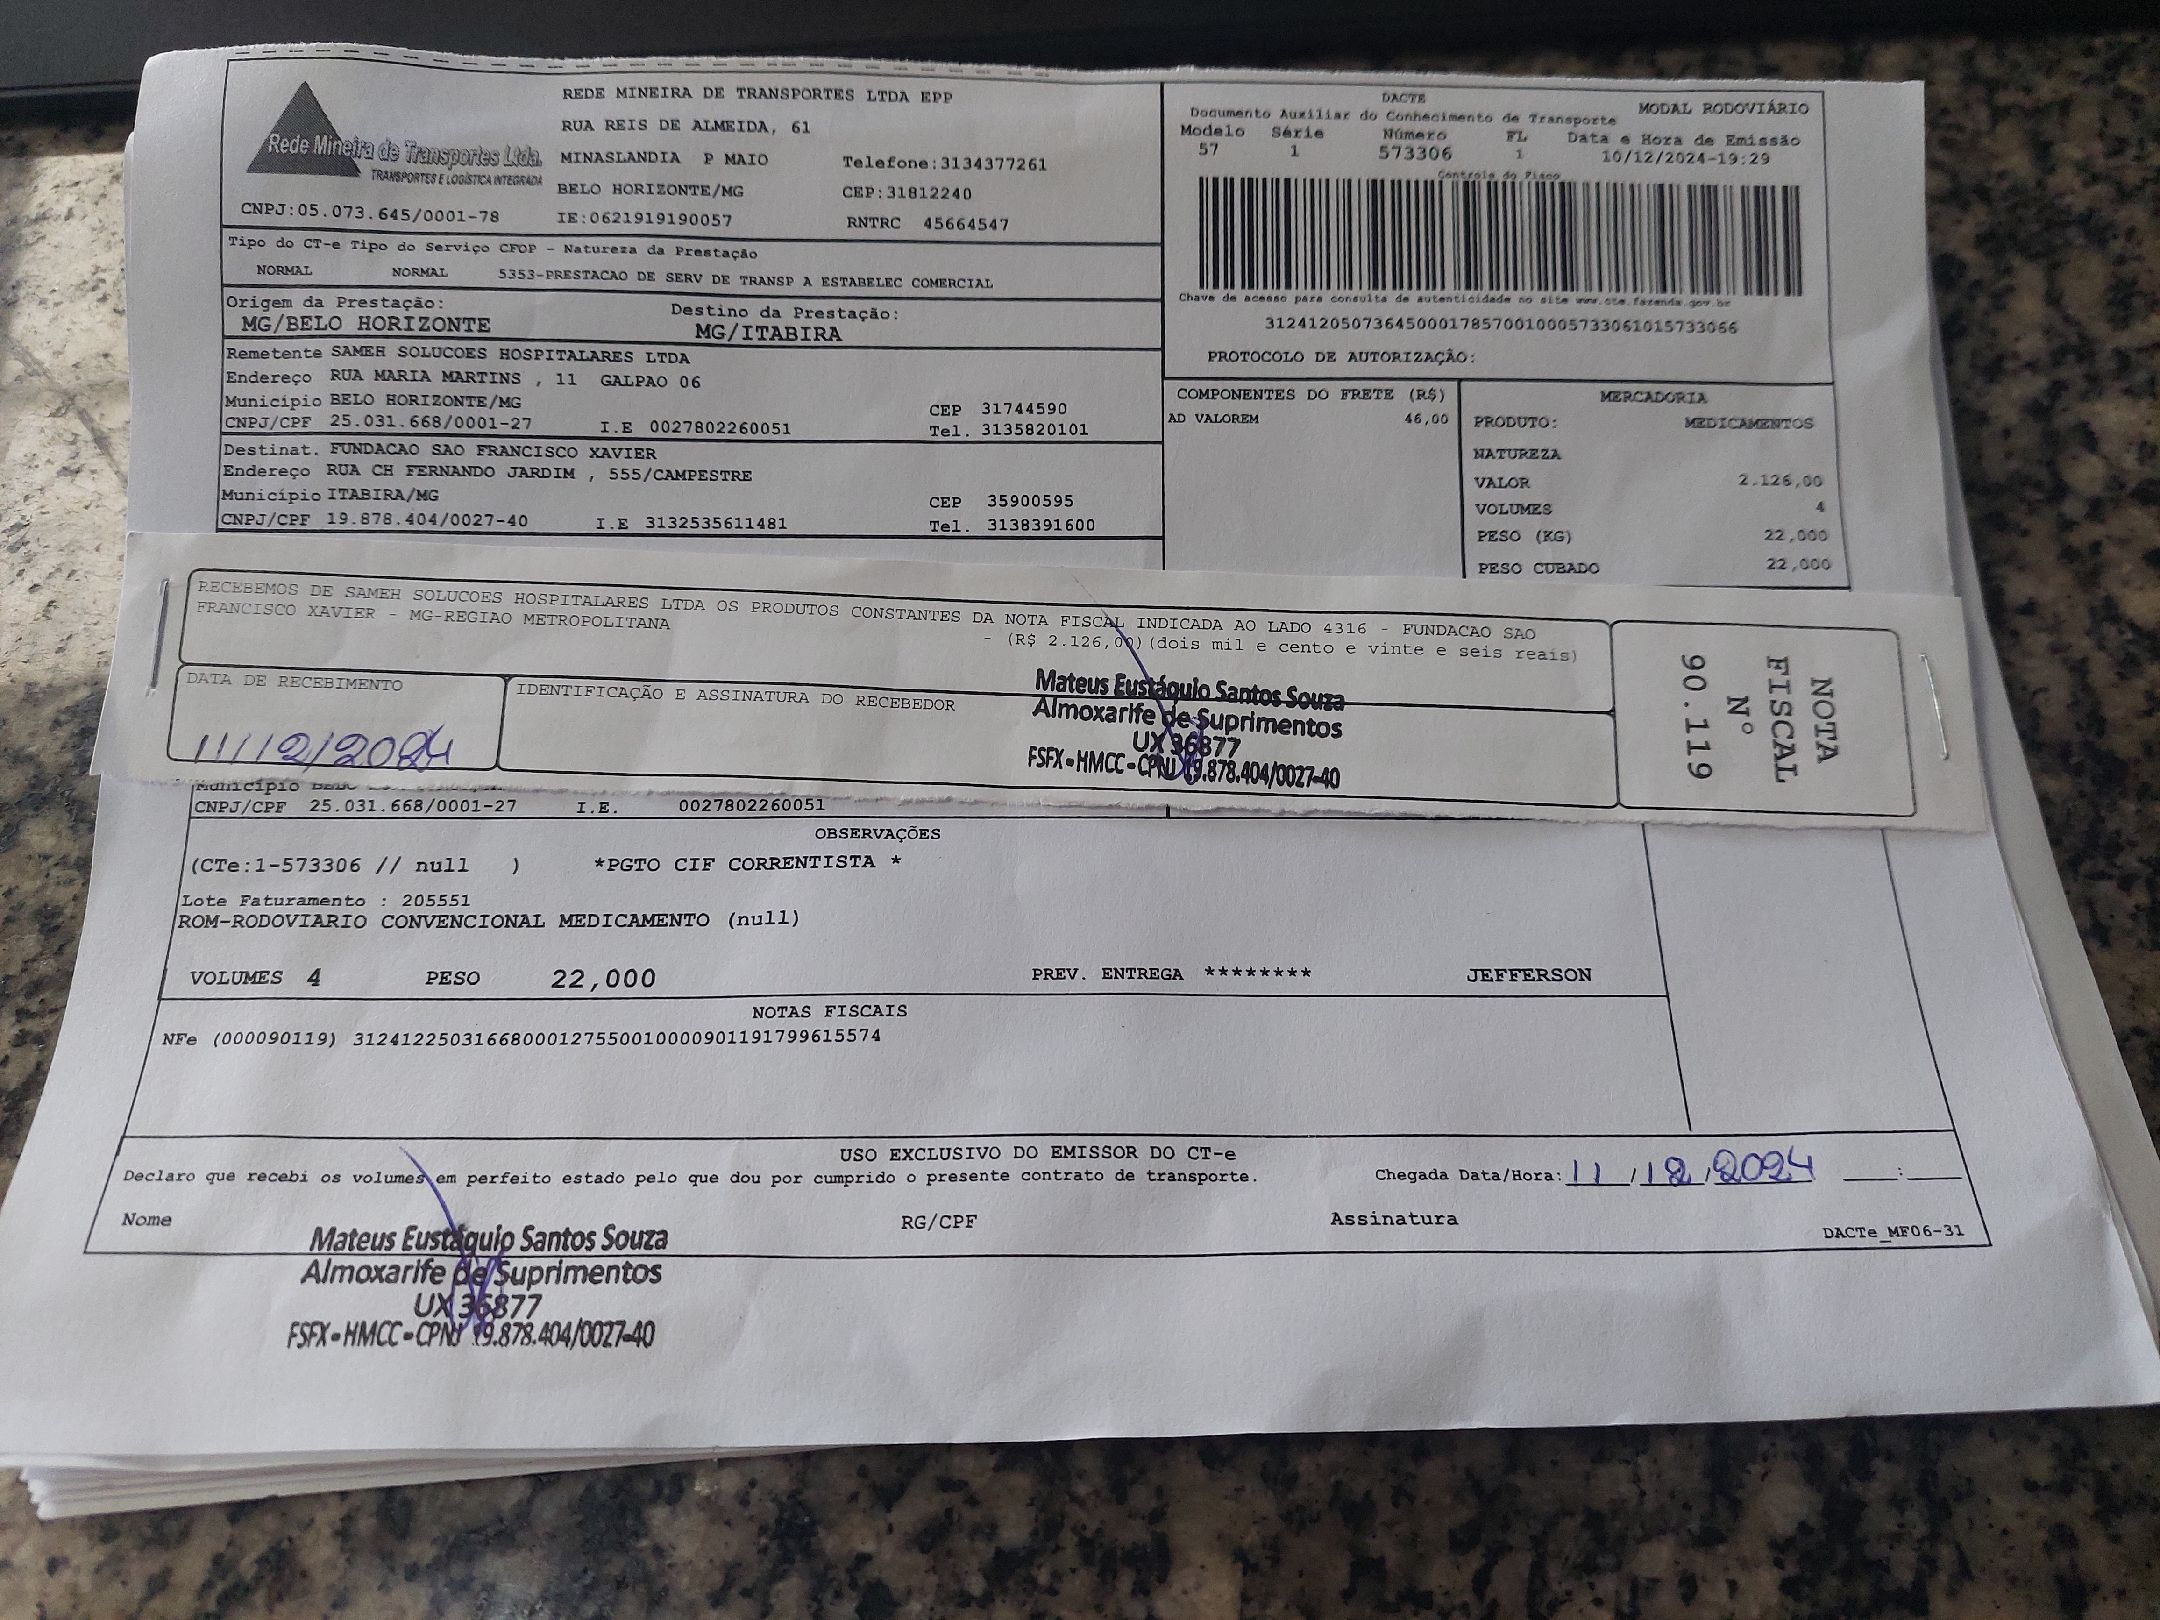 Rede Mineira de Transportes Ltda.
TRANSPORTES E LOGÍSTICA INTEGRADA
CNPJ:05.073.645/0001-78
REDE MINEIRA DE TRANSPORTES LTDA EPP
RUA REIS DE ALMEIDA, 61
MINASLANDIA P MAIO Telefone:3134377261
BELO HORIZONTE/MG CEP:31812240
IE:0621919190057 RNTRC 45664547
DACTE
Documento Auxiliar do Conhecimento de Transporte
MODAL RODOVIÁRIO
Modelo Série Número FL Data e Hora de Emissão
57 1 573306 1 10/12/2024-19:29
Controle do Fisco
Chave de acesso para consulta de autenticidade no site www.cte.fazenda.gov.br
31241205073645000178570010005733061015733066
PROTOCOLO DE AUTORIZAÇÃO:
Tipo do CT-e Tipo do Serviço CFOP - Natureza da Prestação
NORMAL NORMAL 5353-PRESTACAO DE SERV DE TRANSP A ESTABELEC COMERCIAL
Origem da Prestação: Destino da Prestação:
MG/BELO HORIZONTE MG/ITABIRA
Remetente SAMEH SOLUCOES HOSPITALARES LTDA
Endereço RUA MARIA MARTINS , 11 GALPAO 06
Município BELO HORIZONTE/MG CEP 31744590
CNPJ/CPF 25.031.668/0001-27 I.E 0027802260051 Tel. 3135820101
Destinat. FUNDACAO SAO FRANCISCO XAVIER
Endereço RUA CH FERNANDO JARDIM , 555/CAMPESTRE
Município ITABIRA/MG CEP 35900595
CNPJ/CPF 19.878.404/0027-40 I.E 3132535611481 Tel. 3138391600
COMPONENTES DO FRETE (R$)
AD VALOREM 46,00
MERCADORIA
PRODUTO: MEDICAMENTOS
NATUREZA
VALOR 2.126,00
VOLUMES 4
PESO (KG) 22,000
PESO CUBADO 22,000
RECEBEMOS DE SAMEH SOLUCOES HOSPITALARES LTDA OS PRODUTOS CONSTANTES DA NOTA FISCAL INDICADA AO LADO 4316 - FUNDACAO SAO
FRANCISCO XAVIER - MG-REGIAO METROPOLITANA - (R$ 2.126,00)(dois mil e cento e vinte e seis reais)
DATA DE RECEBIMENTO
11/12/2024
IDENTIFICAÇÃO E ASSINATURA DO RECEBEDOR
Mateus Eustáquio Santos Souza
Almoxarife de Suprimentos
UX 36877
FSFX-HMCC-CPNJ 19.878.404/0027-40
NOTA
FISCAL
Nº
90.119
Município
CNPJ/CPF 25.031.668/0001-27 I.E. 0027802260051
OBSERVAÇÕES
(CTe:1-573306 // null ) *PGTO CIF CORRENTISTA *
Lote Faturamento : 205551
ROM-RODOVIARIO CONVENCIONAL MEDICAMENTO (null)
VOLUMES 4 PESO 22,000 PREV. ENTREGA ******** JEFFERSON
NOTAS FISCAIS
NFe (000090119) 31241225031668000127550010000901191799615574
USO EXCLUSIVO DO EMISSOR DO CT-e
Declaro que recebi os volumes em perfeito estado pelo que dou por cumprido o presente contrato de transporte. Chegada Data/Hora: 11/12/2024 :
Nome RG/CPF Assinatura
DACTe_MF06-31
Mateus Eustáquio Santos Souza
Almoxarife de Suprimentos
UX 36877
FSFX-HMCC-CPNJ 19.878.404/0027-40